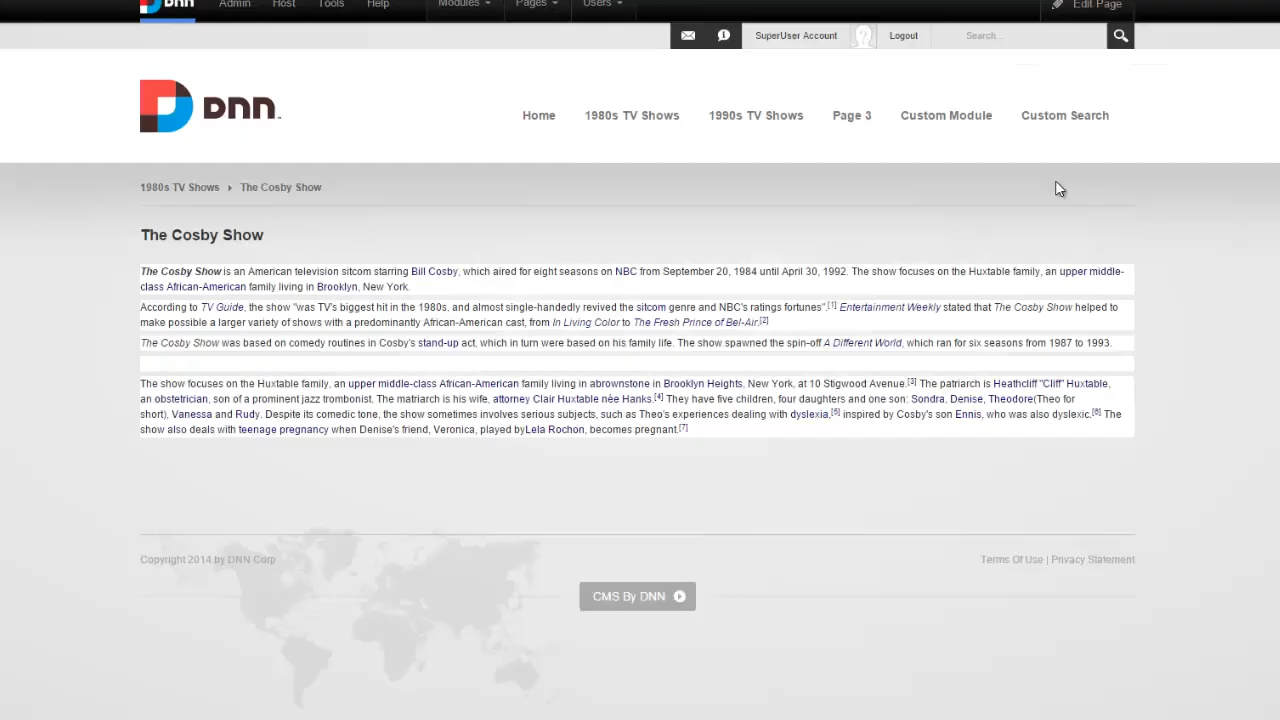 DNN Admin Host Tools Help Modules Pages Users Edit Page
SuperUser Account Logout Search...
DNN
Home 1980s TV Shows 1990s TV Shows Page 3 Custom Module Custom Search
1980s TV Shows The Cosby Show
The Cosby Show
The Cosby Show is an American television sitcom starring Bill Cosby, which aired for eight seasons on NBC from September 20, 1984 until April 30, 1992. The show focuses on the Huxtable family, an upper middle-
class African-American family living in Brooklyn, New York.
According to TV Guide, the show "was TV's biggest hit in the 1980s, and almost single-handedly revived the sitcom genre and NBC's ratings fortunes".[1] Entertainment Weekly stated that The Cosby Show helped to
make possible a larger variety of shows with a predominantly African-American cast, from In Living Color to The Fresh Prince of Bel-Air.[2]
The Cosby Show was based on comedy routines in Cosby's stand-up act, which in turn were based on his family life. The show spawned the spin-off A Different World, which ran for six seasons from 1987 to 1993.
The show focuses on the Huxtable family, an upper middle-class African-American family living in abrownstone in Brooklyn Heights, New York, at 10 Stigwood Avenue.[3] The patriarch is Heathcliff "Cliff" Huxtable,
an obstetrician, son of a prominent jazz trombonist. The matriarch is his wife, attorney Clair Huxtable née Hanks.[4] They have five children, four daughters and one son: Sondra, Denise, Theodore(Theo for
short), Vanessa and Rudy. Despite its comedic tone, the show sometimes involves serious subjects, such as Theo's experiences dealing with dyslexia,[5] inspired by Cosby's son Ennis, who was also dyslexic.[6] The
show also deals with teenage pregnancy when Denise's friend, Veronica, played byLela Rochon, becomes pregnant.[7]
Copyright 2014 by DNN Corp Terms Of Use | Privacy Statement
CMS By DNN